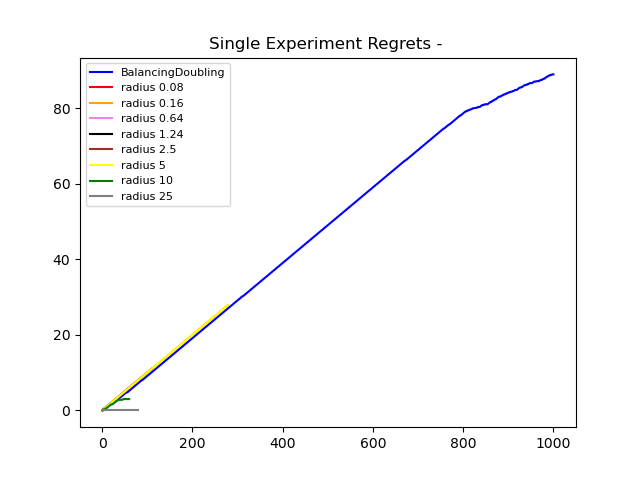 Single Experiment Regrets -
BalancingDoubling
radius 0.08
radius 0.16
radius 0.64
radius 1.24
radius 2.5
radius 5
radius 10
radius 25
80
60
40
20
0
0 200 400 600 800 1000